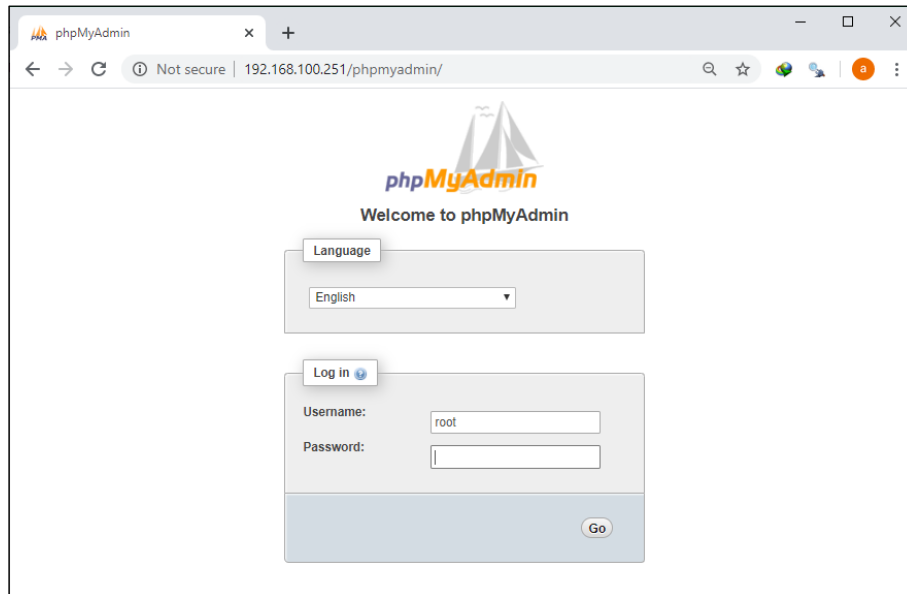 PMA phpMyAdmin
Not secure 192.168.100.251/phpmyadmin/
a
phpMyAdmin
Welcome to phpMyAdmin
Language
English
Log in
Username:
root
Password:
Go